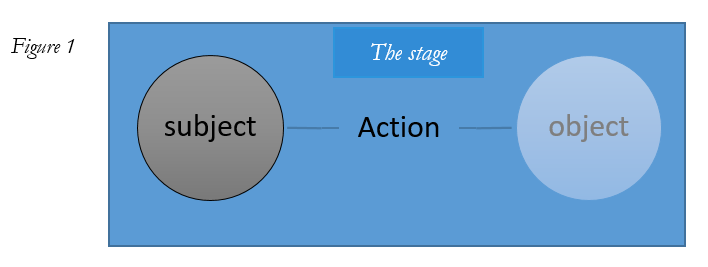 Figure 1
The stage
subject
Action
object